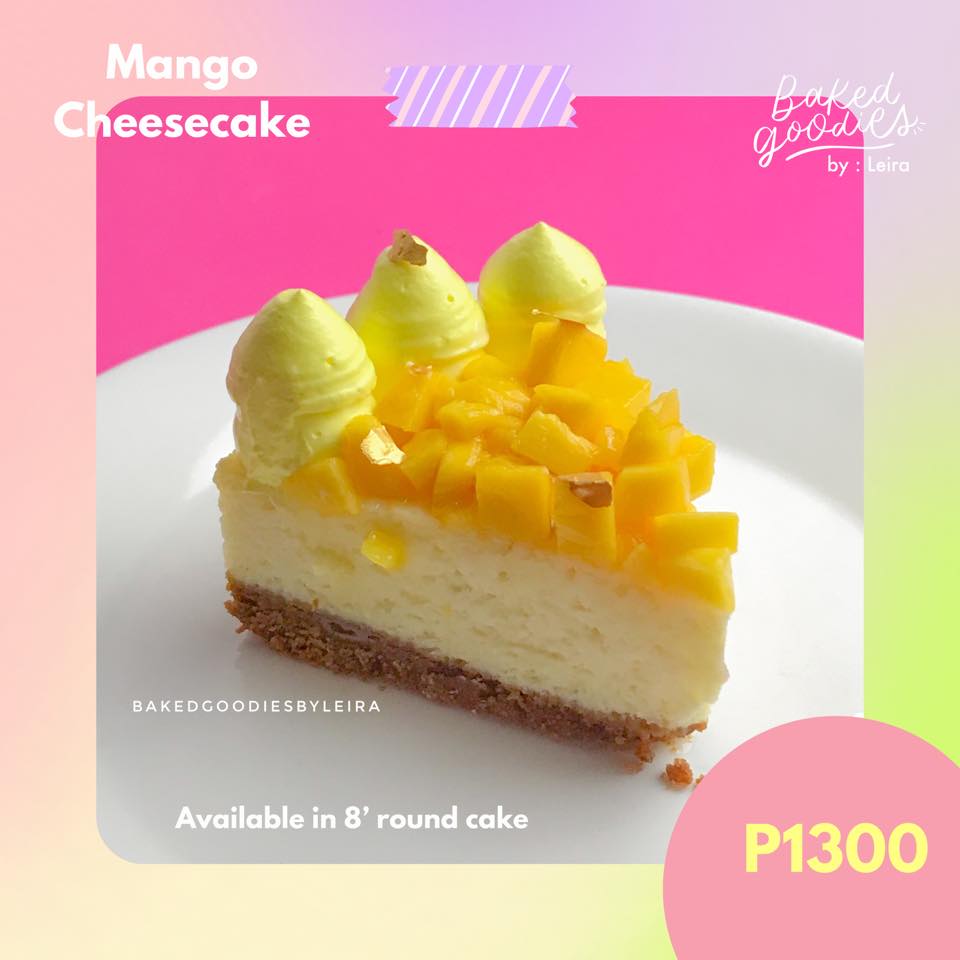 Mango
Cheesecake
Baked
goodies
by : Leira
BAKEDGOODIESBYLEIRA
Available in 8’ round cake
P1300